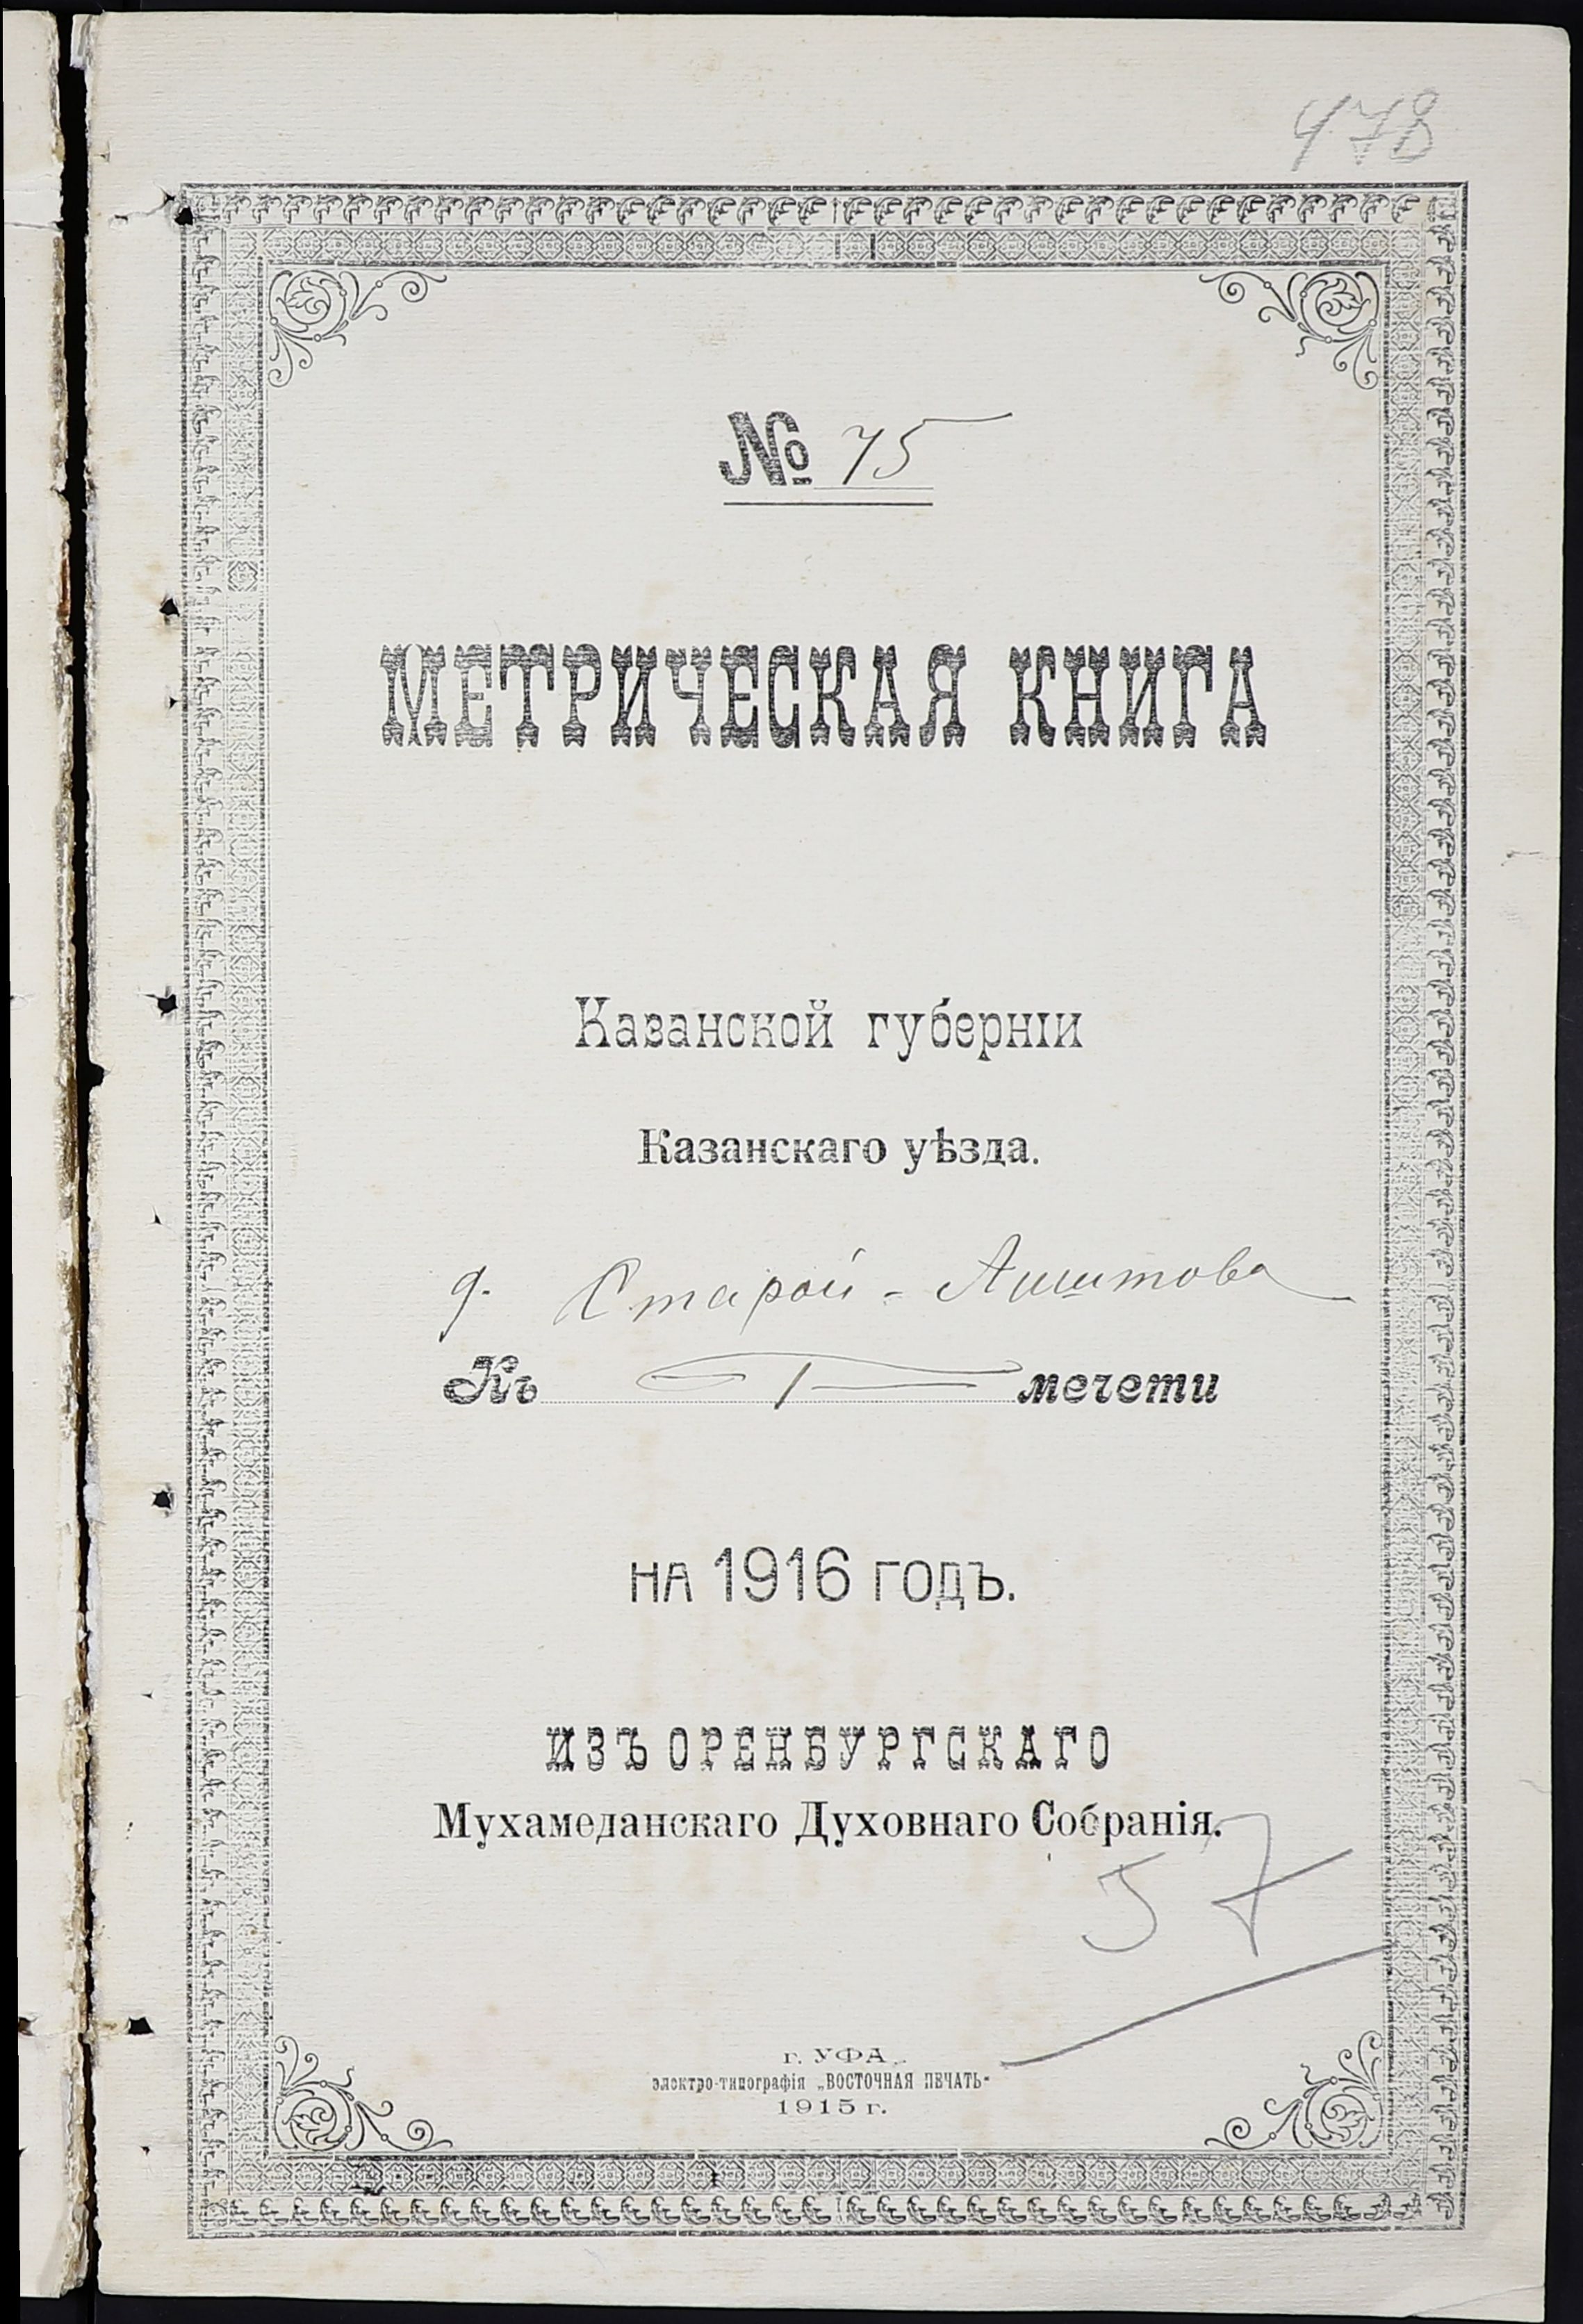 478
№ 75
МЕТРИЧЕСКАЯ КНИГА
Казанской губерніи
Казанскаго уѣзда.
д. Старой - Ашитова
Къ 1 мечети
на 1916 годъ.
ИЗЪ ОРЕНБУРГСКАГО
Мухамеданскаго Духовнаго Собранія.
57
г. УФА
электро-типографія „ВОСТОЧНАЯ ПЕЧАТЬ"
1915 г.